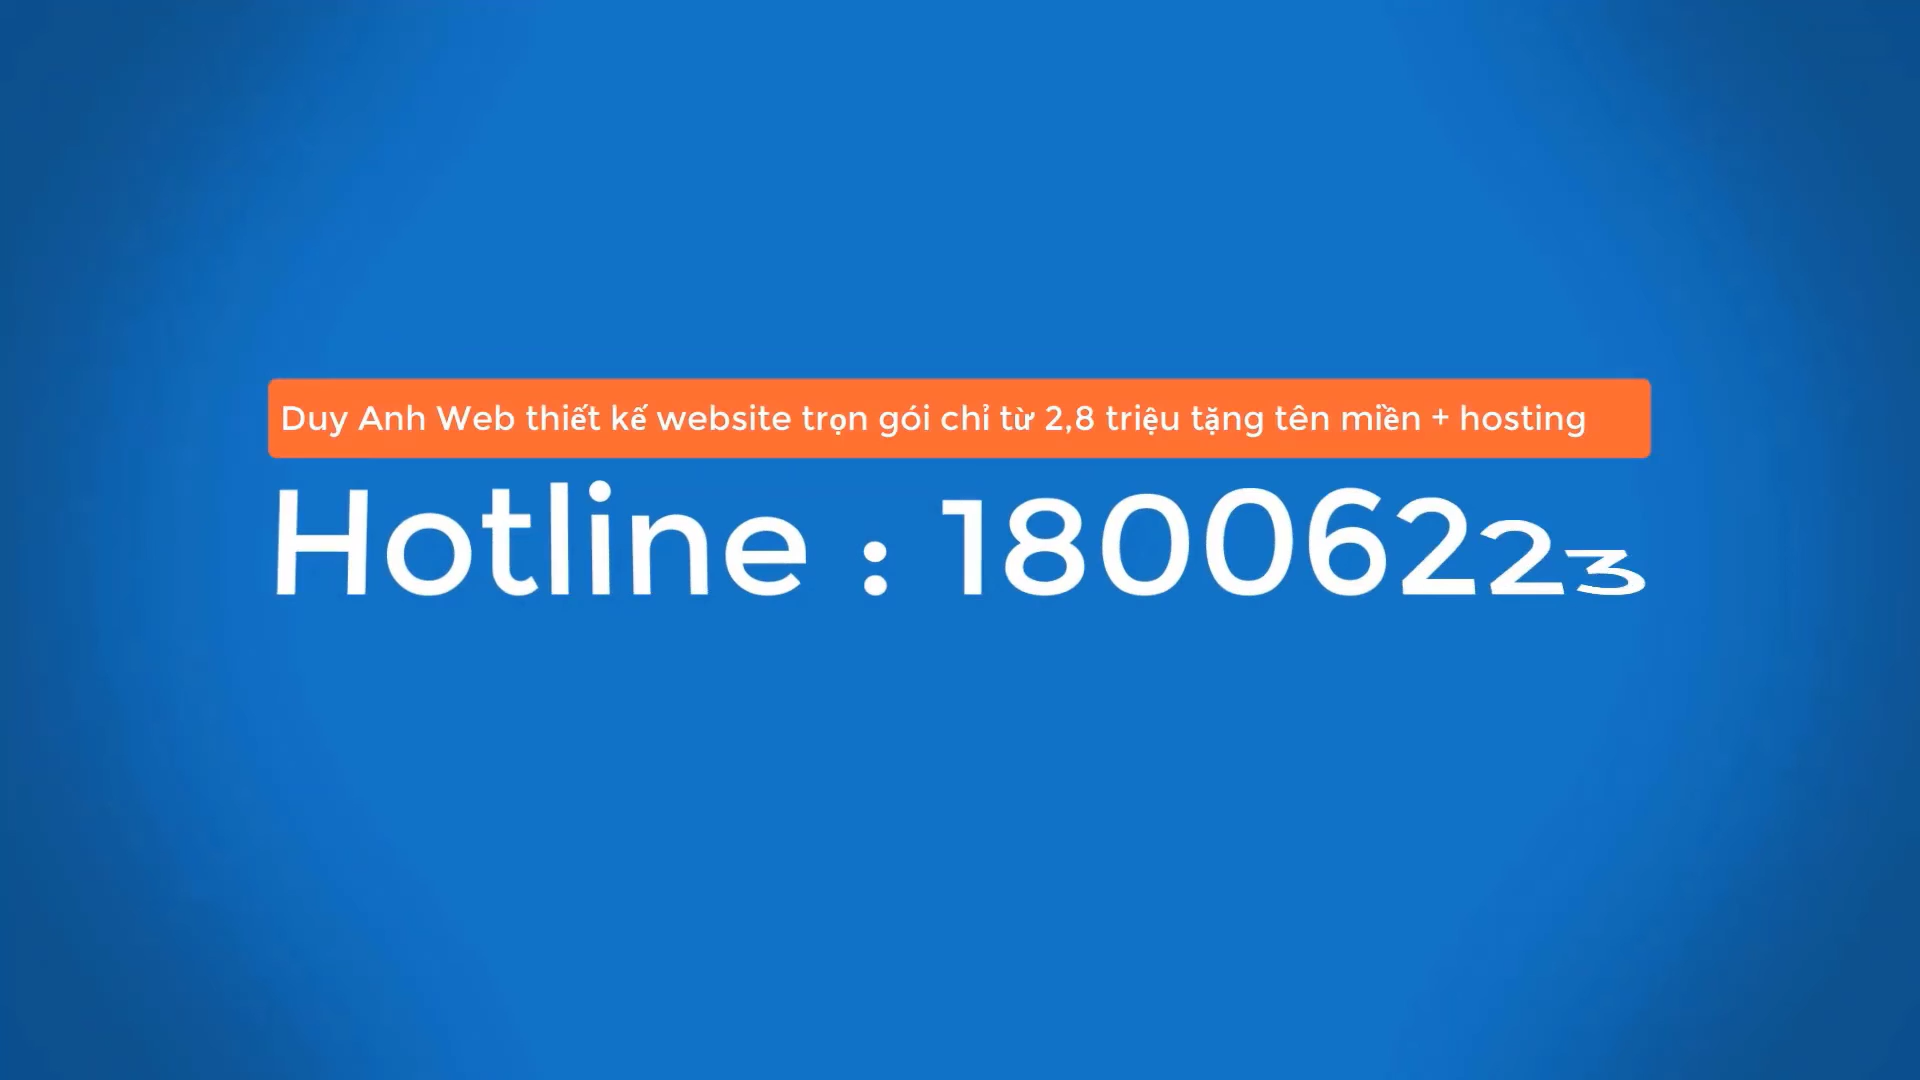 Duy Anh Web thiết kế website trọn gói chỉ từ 2,8 triệu tặng tên miền + hosting
Hotline : 18006223